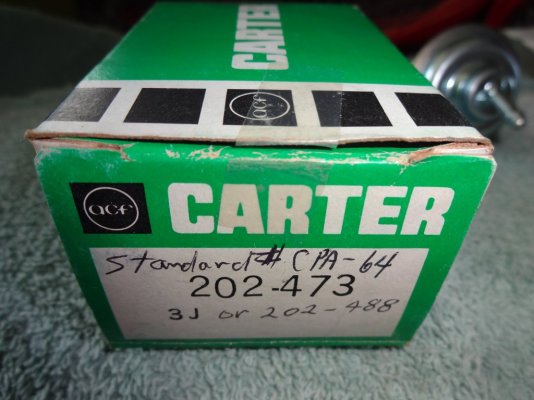 CARTER
acf
acf
CARTER
Standard # CPA-64
202-473
3J or 202-488